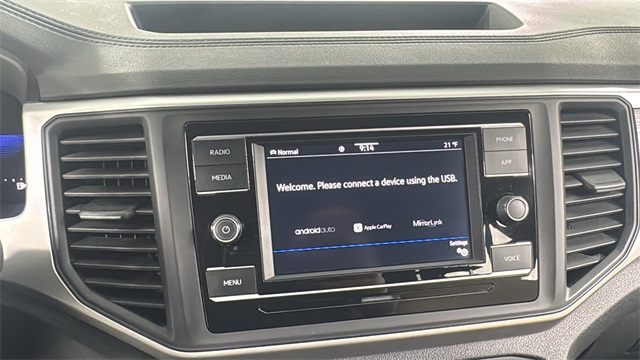 RADIO
MEDIA
MENU
Normal
9:14
21 °F
Welcome. Please connect a device using the USB.
androidauto
Apple CarPlay
MirrorLink
Settings
PHONE
APP
VOICE